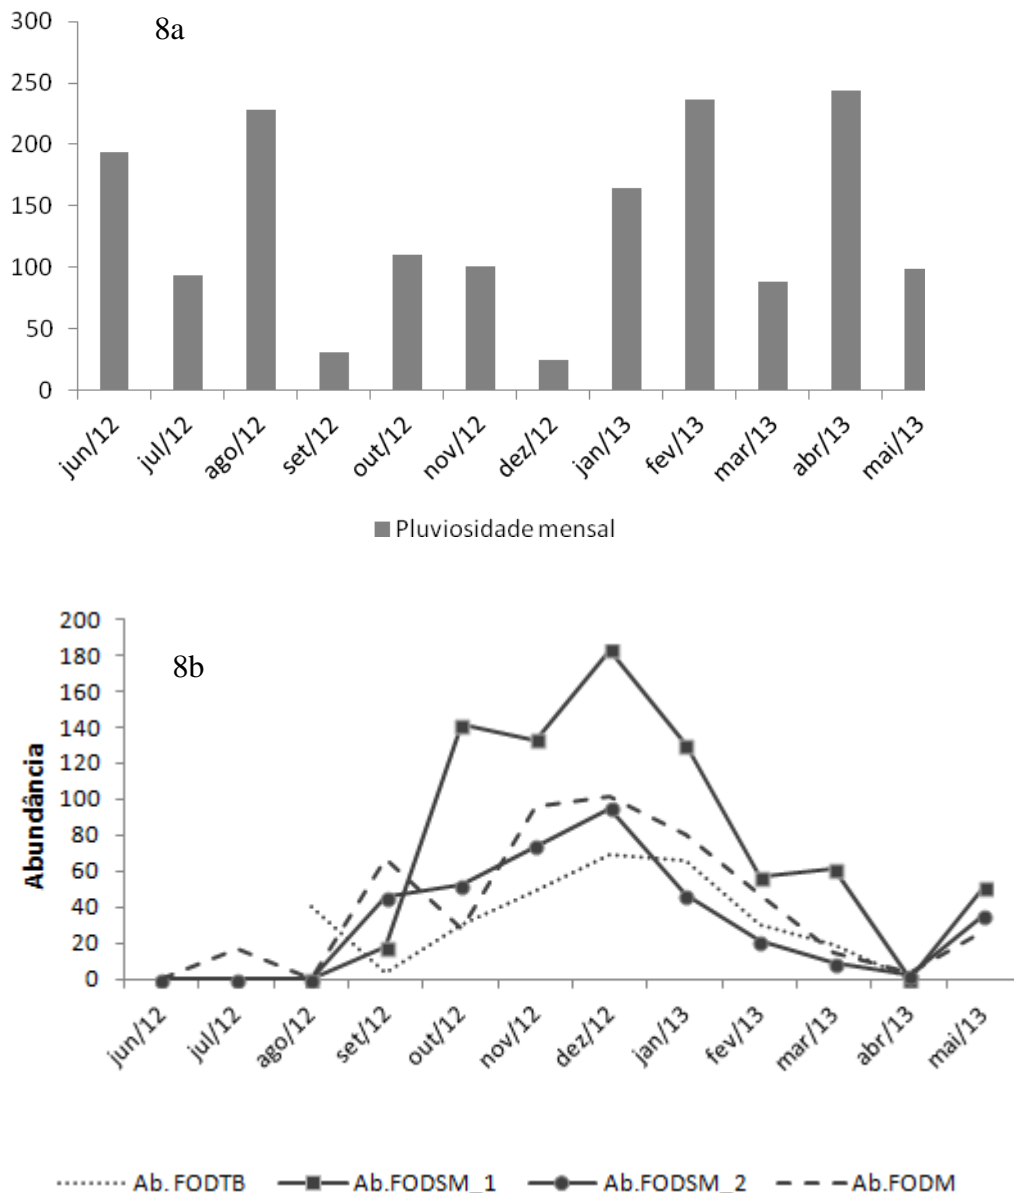 300
8a
250
200
150
100
50
0
jun/12 jul/12 ago/12 set/12 out/12 nov/12 dez/12 jan/13 fev/13 mar/13 abr/13 mai/13
Pluviosidade mensal
200
180
8b
160
140
120
100
80
60
40
20
0
Abundância
jun/12 jul/12 ago/12 set/12 out/12 nov/12 dez/12 jan/13 fev/13 mar/13 abr/13 mai/13
Ab. FODTB Ab.FODSM_1 Ab.FODSM_2 Ab.FODM